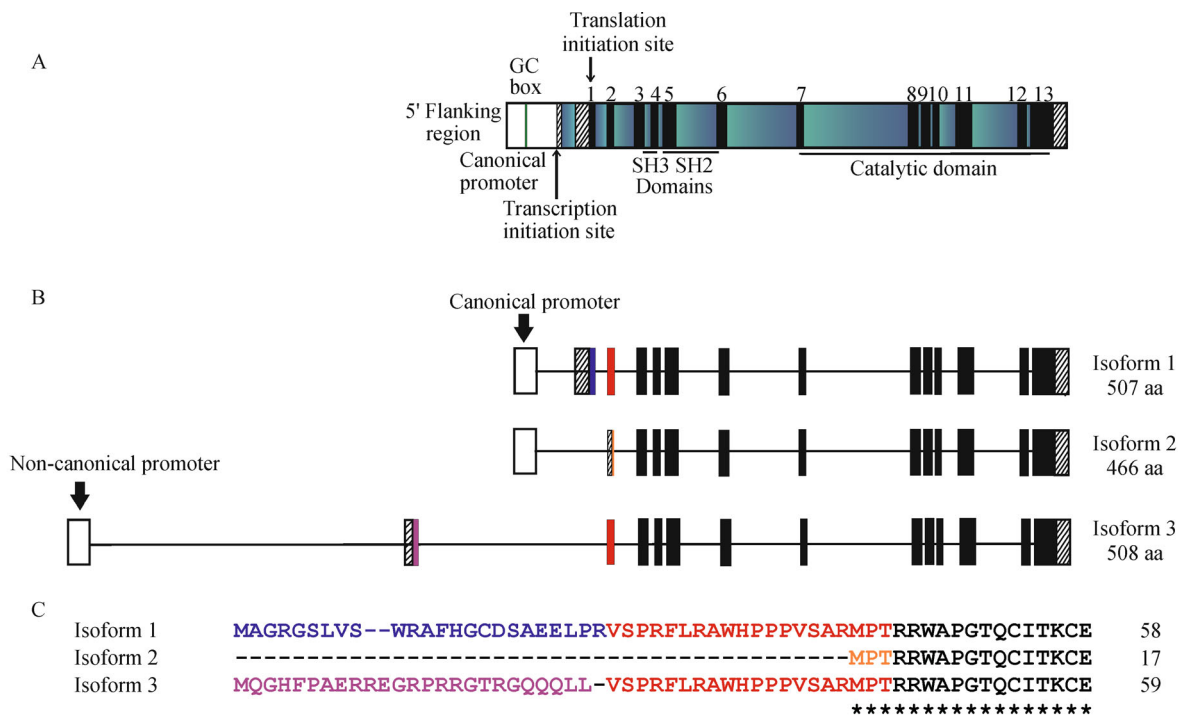 A
Translation
initiation site
GC
box
1 2 3 4 5 6 7 8 9 10 11 12 13
5' Flanking
region
Canonical
promoter
SH3 SH2
Domains
Catalytic domain
Transcription
initiation site
B
Canonical promoter
Isoform 1
507 aa
Isoform 2
466 aa
Non-canonical promoter
Isoform 3
508 aa
C
Isoform 1 MAGRGSLVS--WRAFHGCDSAEELPRVSPRFLRAWHPPPVSARMPTRRWAPGTQCITKCE 58
Isoform 2 -------------------------------------------MPTRRWAPGTQCITKCE 17
Isoform 3 MQGHFPAERREGRPRRGTRGQQQLL-VSPRFLRAWHPPPVSARMPTRRWAPGTQCITKCE 59
*****************